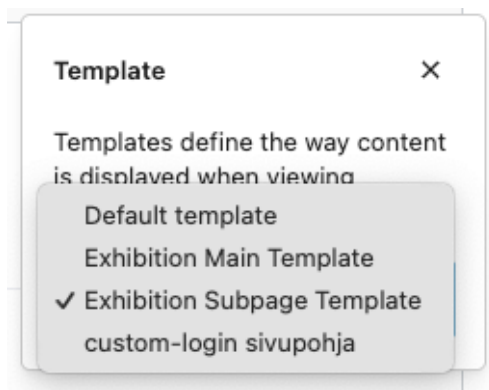 Template
Templates define the way content
is displayed when viewing
Default template
Exhibition Main Template
Exhibition Subpage Template
custom-login sivupohja